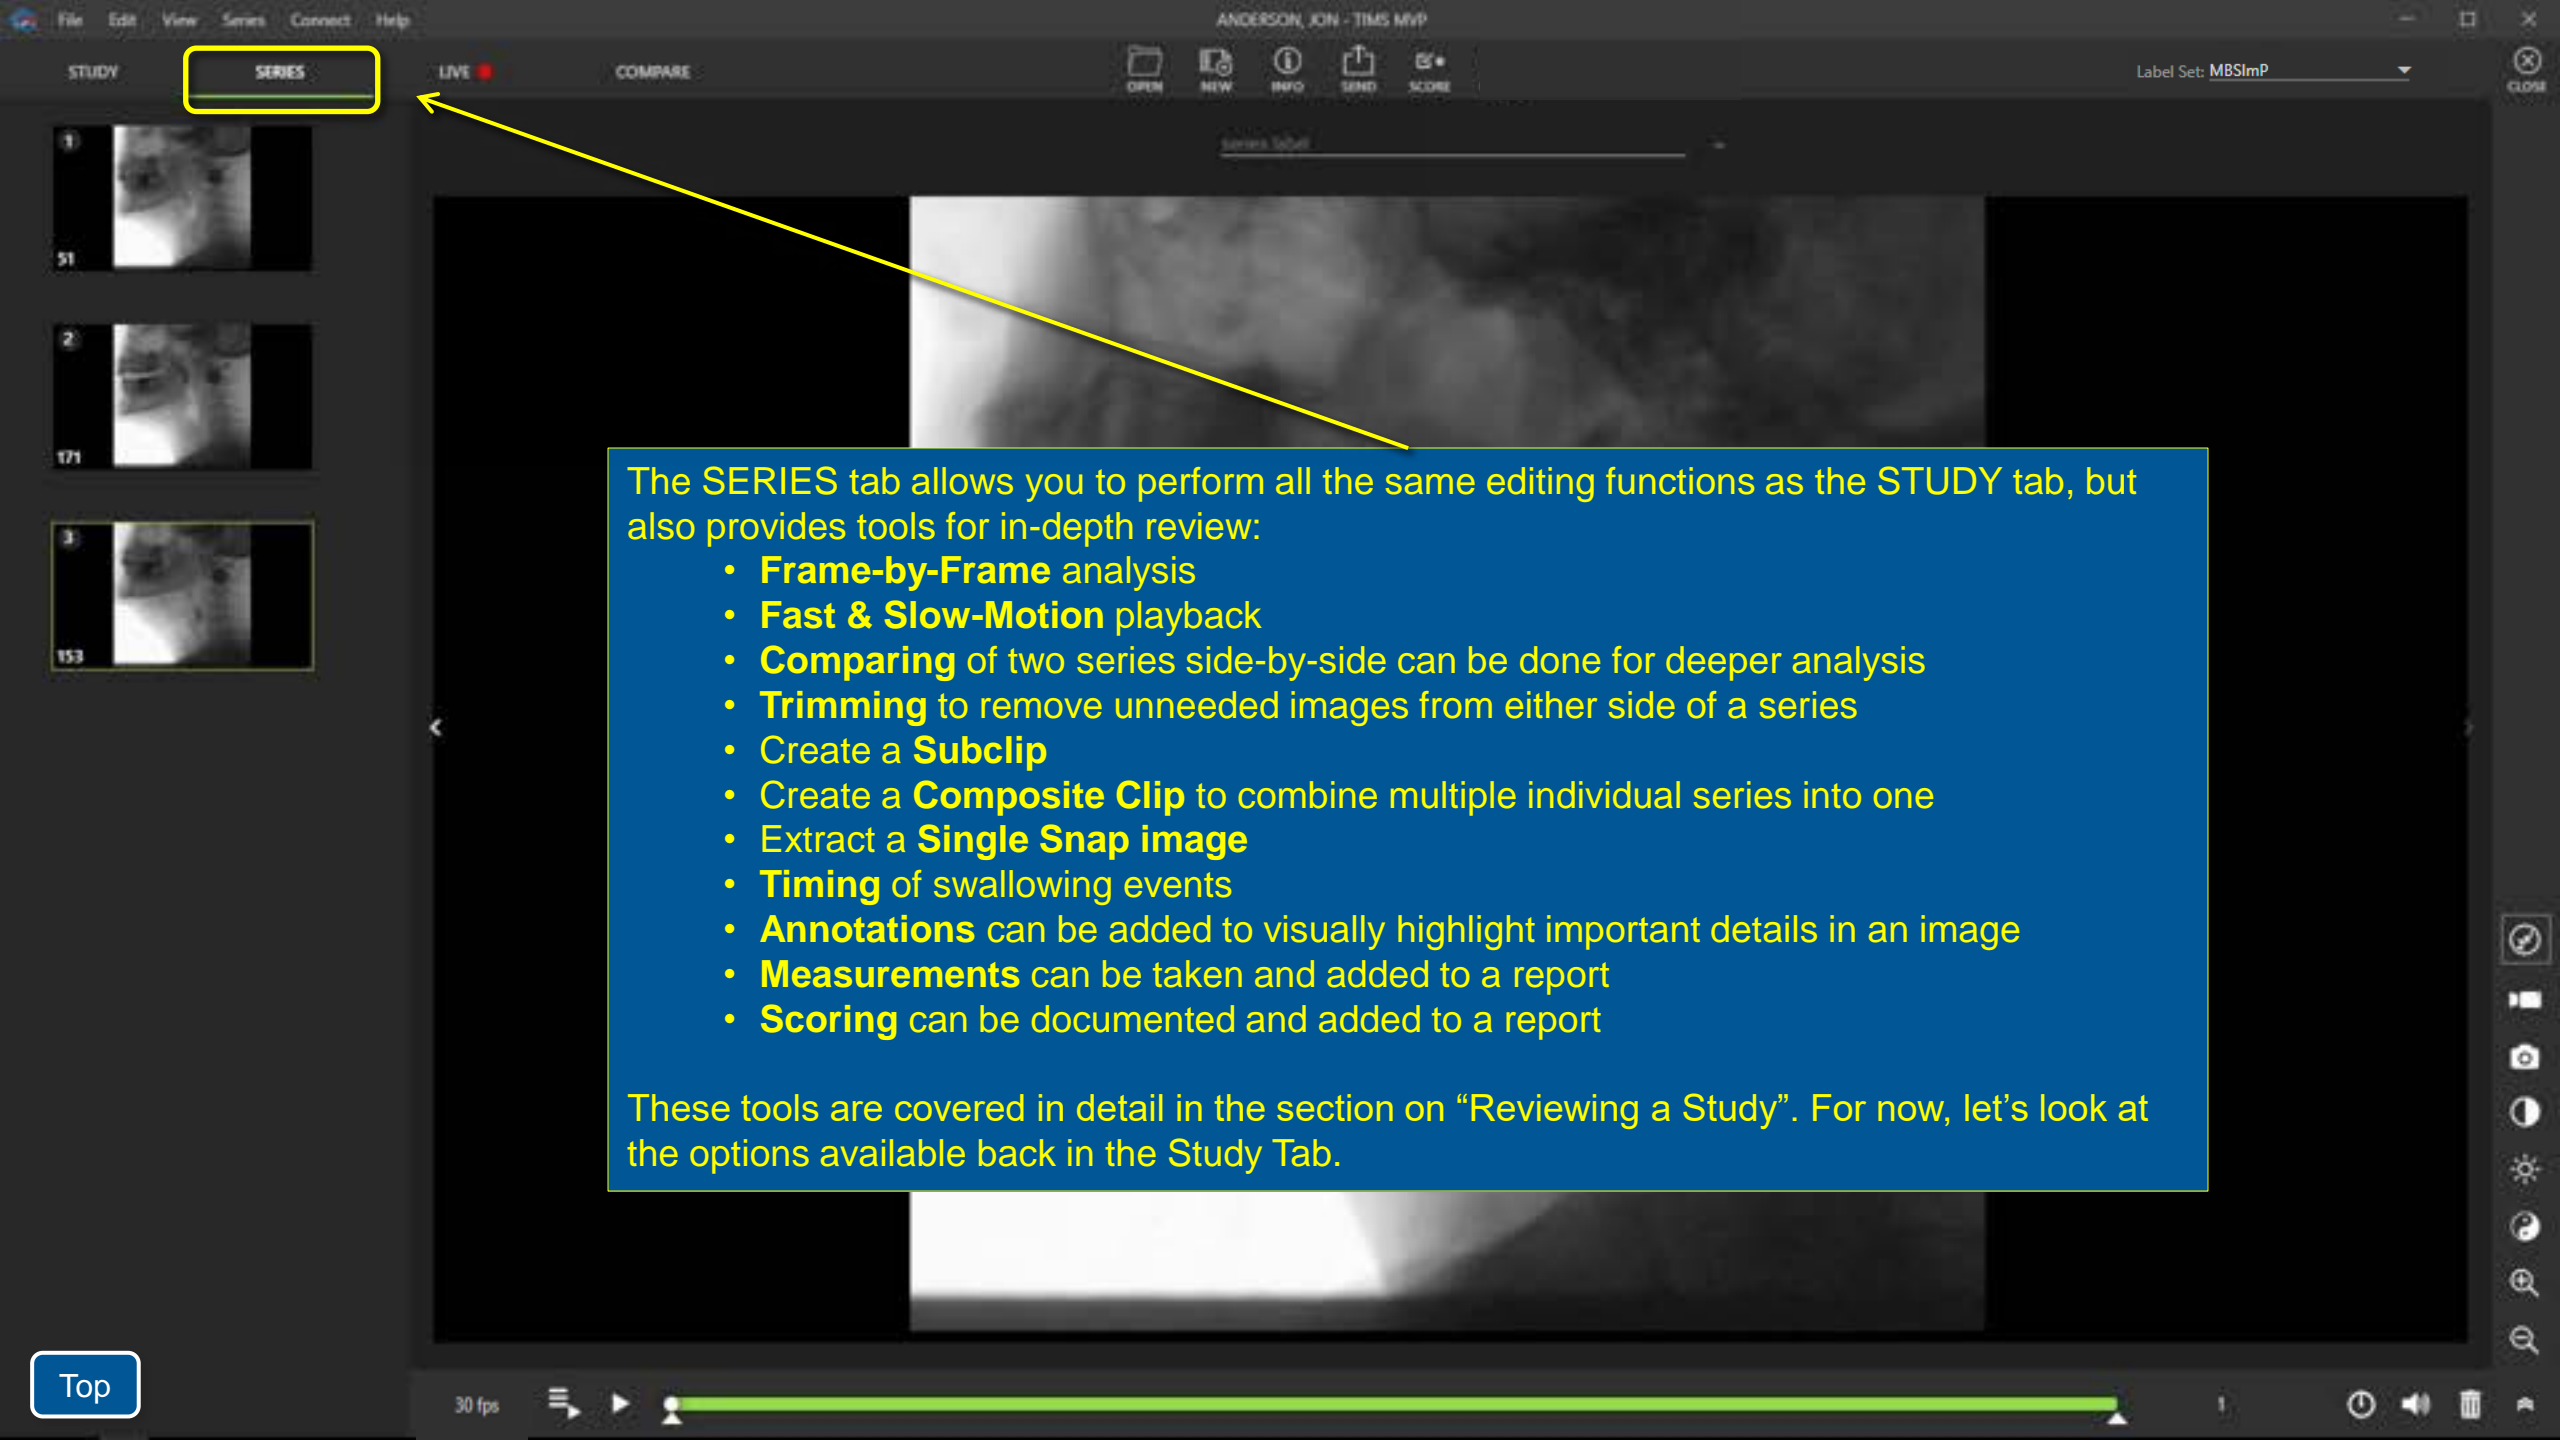 File Edit View Series Connect Help
ANDERSON, JON - TIMS MVP
STUDY SERIES LIVE COMPARE
OPEN NEW INFO SEND SCORE
Label Set: MBSImP
CLOSE
series label
1
51
2
171
3
153
The SERIES tab allows you to perform all the same editing functions as the STUDY tab, but
also provides tools for in-depth review:
• Frame-by-Frame analysis
• Fast & Slow-Motion playback
• Comparing of two series side-by-side can be done for deeper analysis
• Trimming to remove unneeded images from either side of a series
• Create a Subclip
• Create a Composite Clip to combine multiple individual series into one
• Extract a Single Snap image
• Timing of swallowing events
• Annotations can be added to visually highlight important details in an image
• Measurements can be taken and added to a report
• Scoring can be documented and added to a report
These tools are covered in detail in the section on “Reviewing a Study”. For now, let’s look at
the options available back in the Study Tab.
Top
30 fps
1